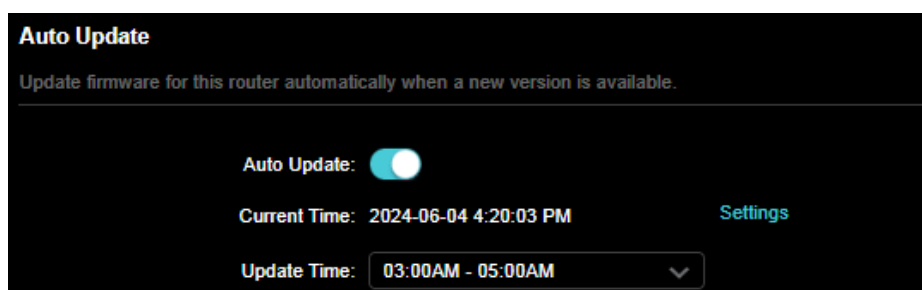 Auto Update
Update firmware for this router automatically when a new version is available.
Auto Update:
Current Time: 2024-06-04 4:20:03 PM Settings
Update Time: 03:00AM - 05:00AM